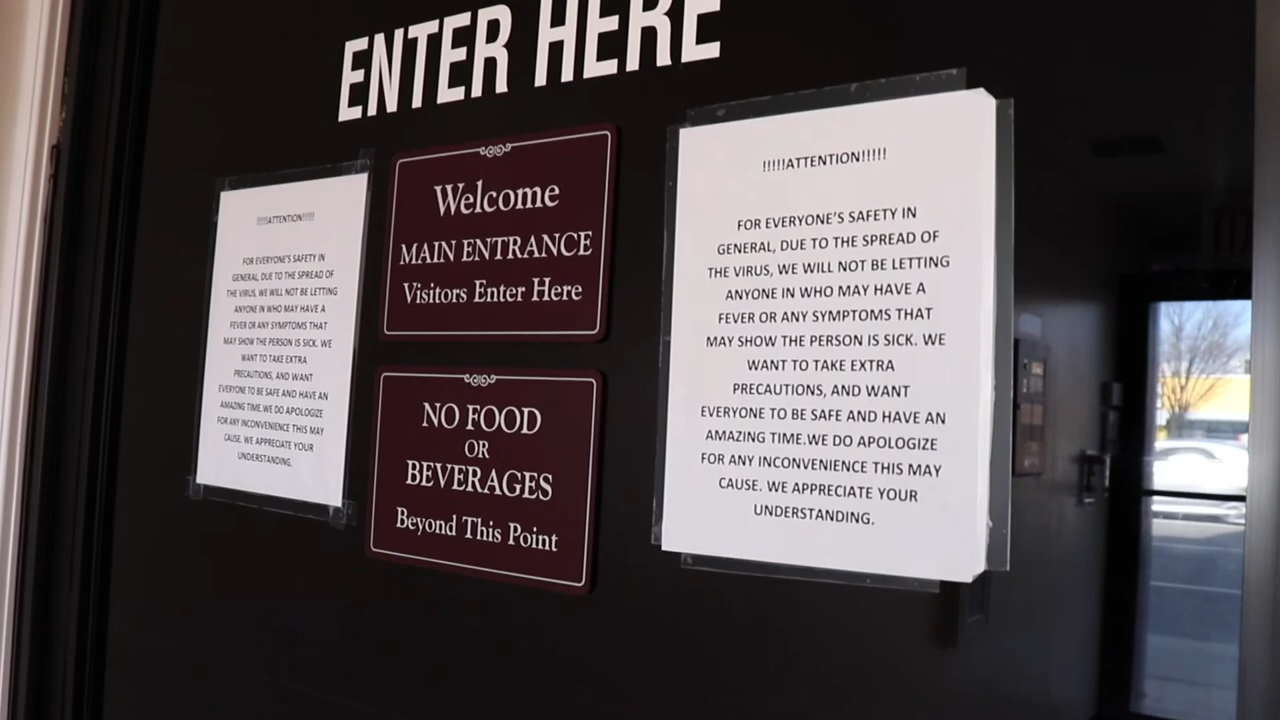 ENTER HERE
!!!!!ATTENTION!!!!!
FOR EVERYONE'S SAFETY IN
GENERAL, DUE TO THE SPREAD OF
THE VIRUS, WE WILL NOT BE LETTING
ANYONE IN WHO MAY HAVE A
FEVER OR ANY SYMPTOMS THAT
MAY SHOW THE PERSON IS SICK. WE
WANT TO TAKE EXTRA
PRECAUTIONS, AND WANT
EVERYONE TO BE SAFE AND HAVE AN
AMAZING TIME.WE DO APOLOGIZE
FOR ANY INCONVENIENCE THIS MAY
CAUSE. WE APPRECIATE YOUR
UNDERSTANDING.
Welcome
MAIN ENTRANCE
Visitors Enter Here
NO FOOD
OR
BEVERAGES
Beyond This Point
!!!!!ATTENTION!!!!!
FOR EVERYONE'S SAFETY IN
GENERAL, DUE TO THE SPREAD OF
THE VIRUS, WE WILL NOT BE LETTING
ANYONE IN WHO MAY HAVE A
FEVER OR ANY SYMPTOMS THAT
MAY SHOW THE PERSON IS SICK. WE
WANT TO TAKE EXTRA
PRECAUTIONS, AND WANT
EVERYONE TO BE SAFE AND HAVE AN
AMAZING TIME.WE DO APOLOGIZE
FOR ANY INCONVENIENCE THIS MAY
CAUSE. WE APPRECIATE YOUR
UNDERSTANDING.